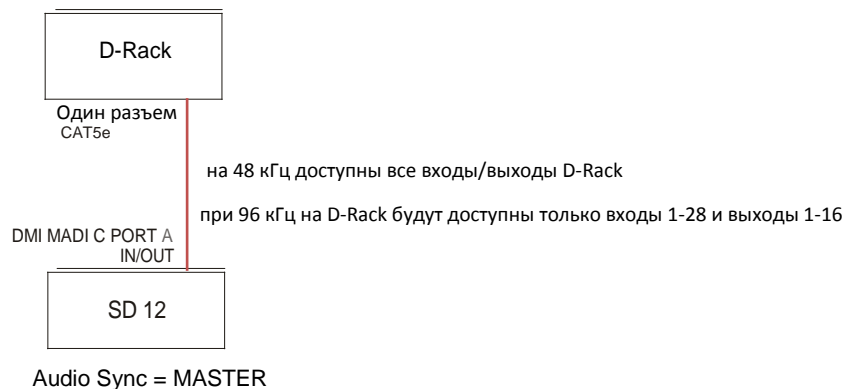 D-Rack
Один разъем
CAT5e
на 48 кГц доступны все входы/выходы D-Rack
при 96 кГц на D-Rack будут доступны только входы 1-28 и выходы 1-16
DMI MADI C PORT A
IN/OUT
SD 12
Audio Sync = MASTER